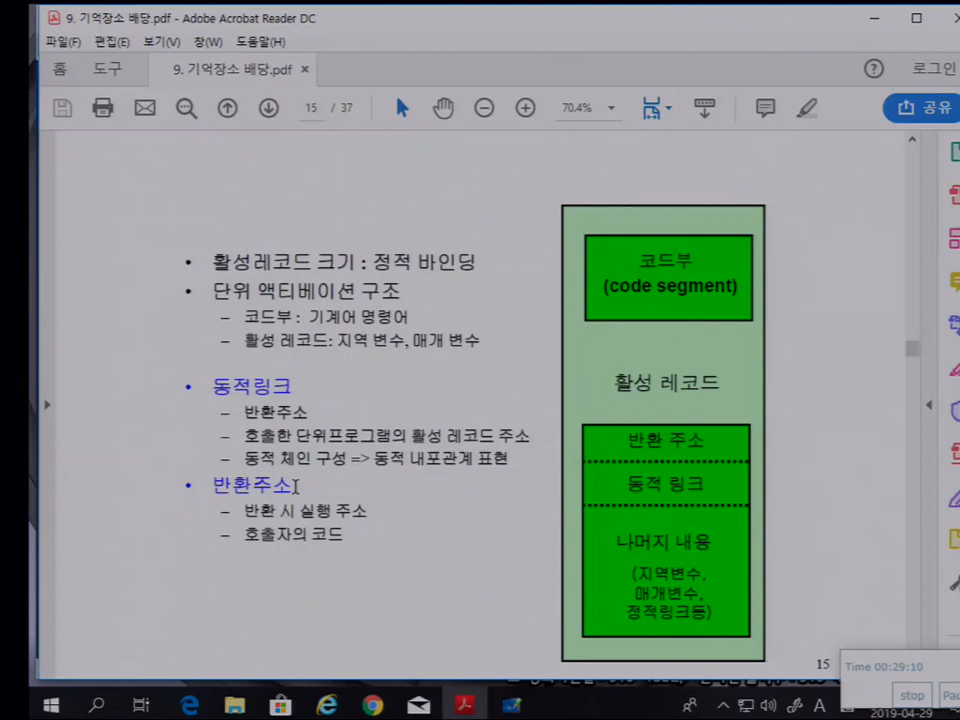 9. 기억장소 배당.pdf - Adobe Acrobat Reader DC
파일(F) 편집(E) 보기(V) 창(W) 도움말(H)
홈 도구 9. 기억장소 배당.pdf × ? 로그인
15 / 37 70.4% 공유
• 활성레코드 크기 : 정적 바인딩
• 단위 액티베이션 구조
– 코드부 : 기계어 명령어
– 활성 레코드: 지역 변수, 매개 변수
• 동적링크
– 반환주소
– 호출한 단위프로그램의 활성 레코드 주소
– 동적 체인 구성 => 동적 내포관계 표현
• 반환주소
– 반환 시 실행 주소
– 호출자의 코드
코드부
(code segment)
활성 레코드
반환 주소
동적 링크
나머지 내용
(지역변수,
매개변수,
정적링크등)
15
Time 00:29:10
stop
A
2019-04-29